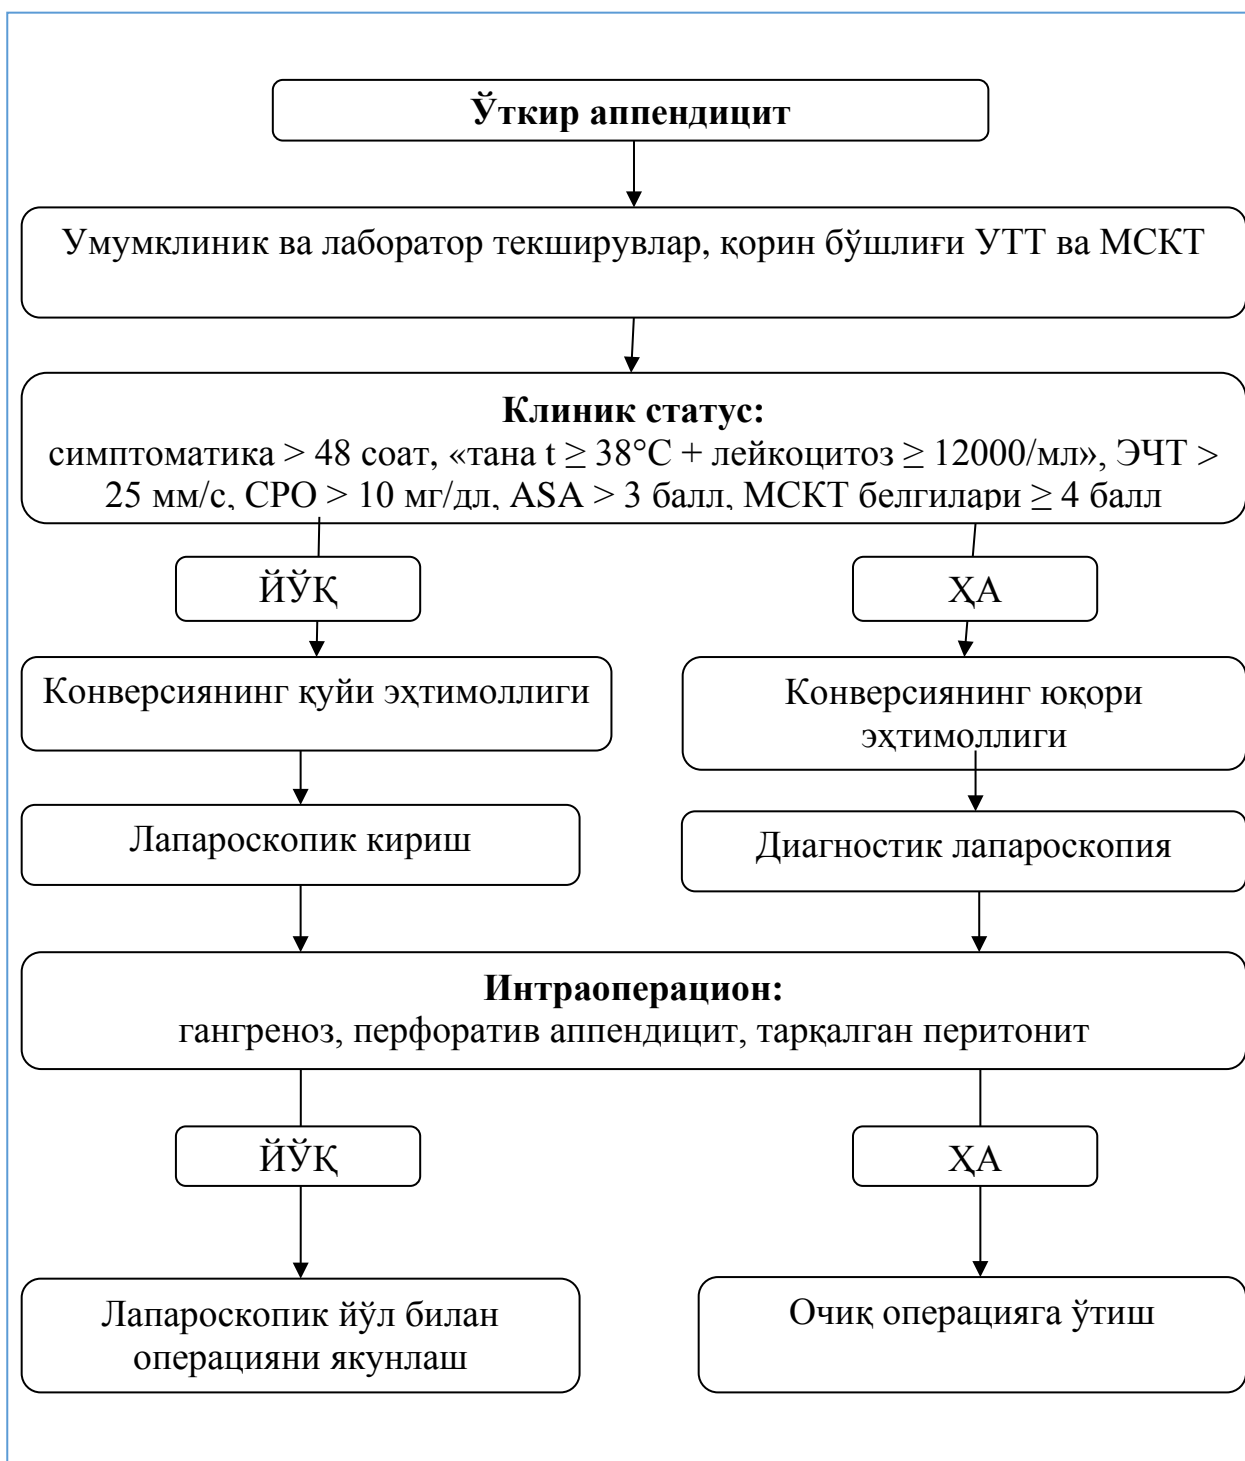 Ўткир аппендицит
Умумклиник ва лаборатор текширувлар, қорин бўшлиғи УТТ ва МСКТ
Клиник статус:
симптоматика > 48 соат, «тана t ≥ 38°C + лейкоцитоз ≥ 12000/мл», ЭЧТ >
25 мм/с, СРО > 10 мг/дл, ASA > 3 балл, МСКТ белгилари ≥ 4 балл
ЙЎҚ
ҲА
Конверсиянинг қуйи эҳтимоллиги
Конверсиянинг юқори
эҳтимоллиги
Лапароскопик кириш
Диагностик лапароскопия
Интраоперацион:
гангреноз, перфоратив аппендицит, тарқалган перитонит
ЙЎҚ
ҲА
Лапароскопик йўл билан
операцияни якунлаш
Очиқ операцияга ўтиш